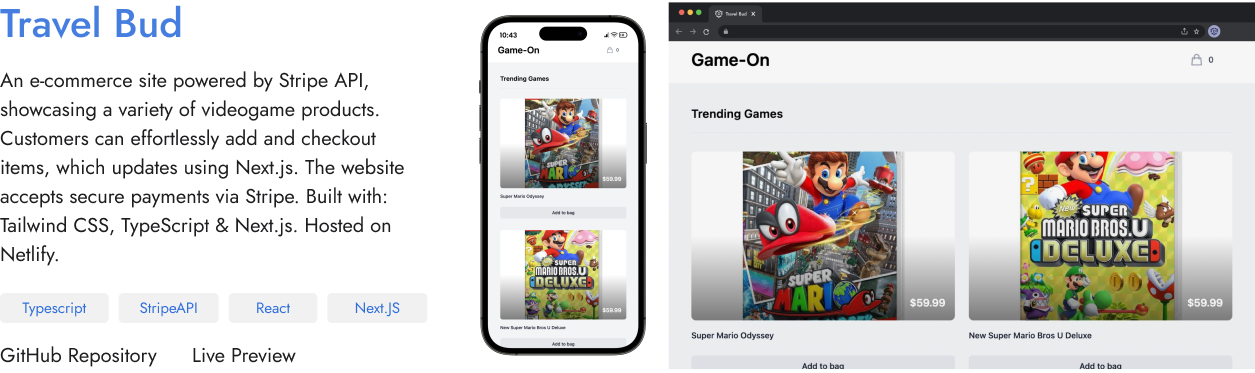 Travel Bud
An e-commerce site powered by Stripe API,
showcasing a variety of videogame products.
Customers can effortlessly add and checkout
items, which updates using Next.js. The website
accepts secure payments via Stripe. Built with:
Tailwind CSS, TypeScript & Next.js. Hosted on
Netlify.
Typescript
StripeAPI
React
Next.JS
GitHub Repository
Live Preview
10:43
Game-On
0
Trending Games
SUPER
MARIO
ODYSSEY
$59.99
Super Mario Odyssey
Add to bag
New
SUPER
MARIO BROS. U
DELUXE
$59.99
New Super Mario Bros U Deluxe
Add to bag
Travel Bud
Game-On
0
Trending Games
SUPER
MARIO
$59.99
Super Mario Odyssey
Add to bag
New
SUPER
MARIO BROS. U
DELUXE
$59.99
New Super Mario Bros U Deluxe
Add to bag